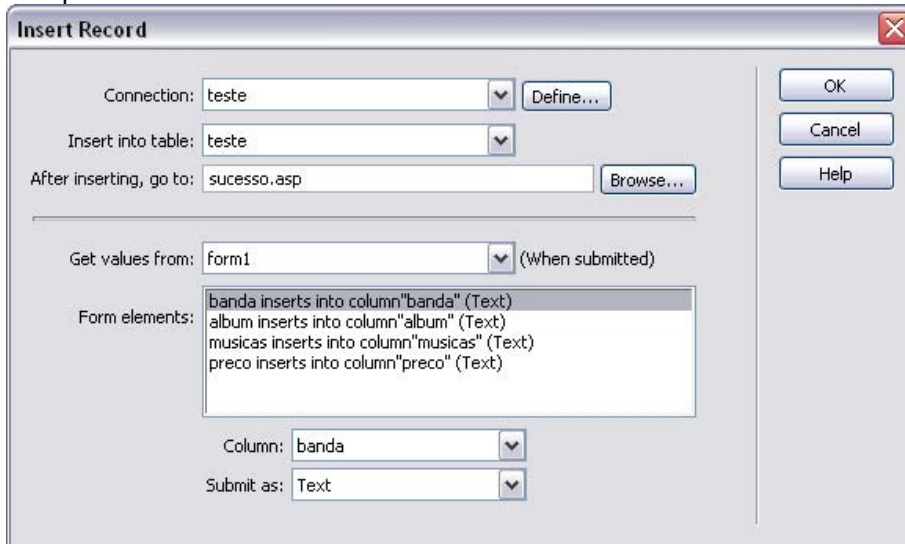 Insert Record
Connection: teste Define... OK
Insert into table: teste Cancel
After inserting, go to: sucesso.asp Browse... Help
Get values from: form1 (When submitted)
Form elements: banda inserts into column"banda" (Text)
album inserts into column"album" (Text)
musicas inserts into column"musicas" (Text)
preco inserts into column"preco" (Text)
Column: banda
Submit as: Text